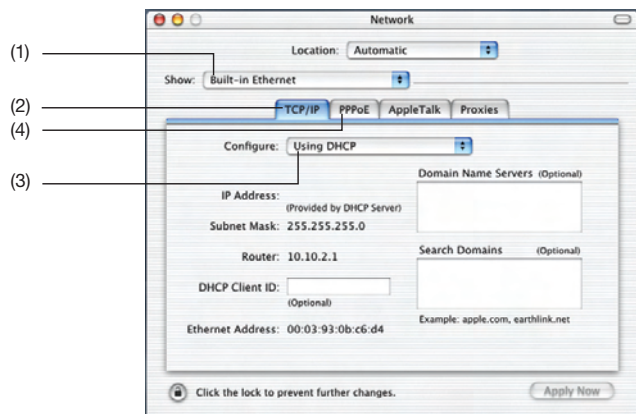 Network
Location: Automatic
(1)
Show: Built-in Ethernet
(2)
TCP/IP PPPoE AppleTalk Proxies
(4)
Configure: Using DHCP
(3)
Domain Name Servers (Optional)
IP Address:
(Provided by DHCP Server)
Subnet Mask: 255.255.255.0
Router: 10.10.2.1
Search Domains (Optional)
DHCP Client ID:
(Optional)
Example: apple.com, earthlink.net
Ethernet Address: 00:03:93:0b:c6:d4
Click the lock to prevent further changes.
Apply Now